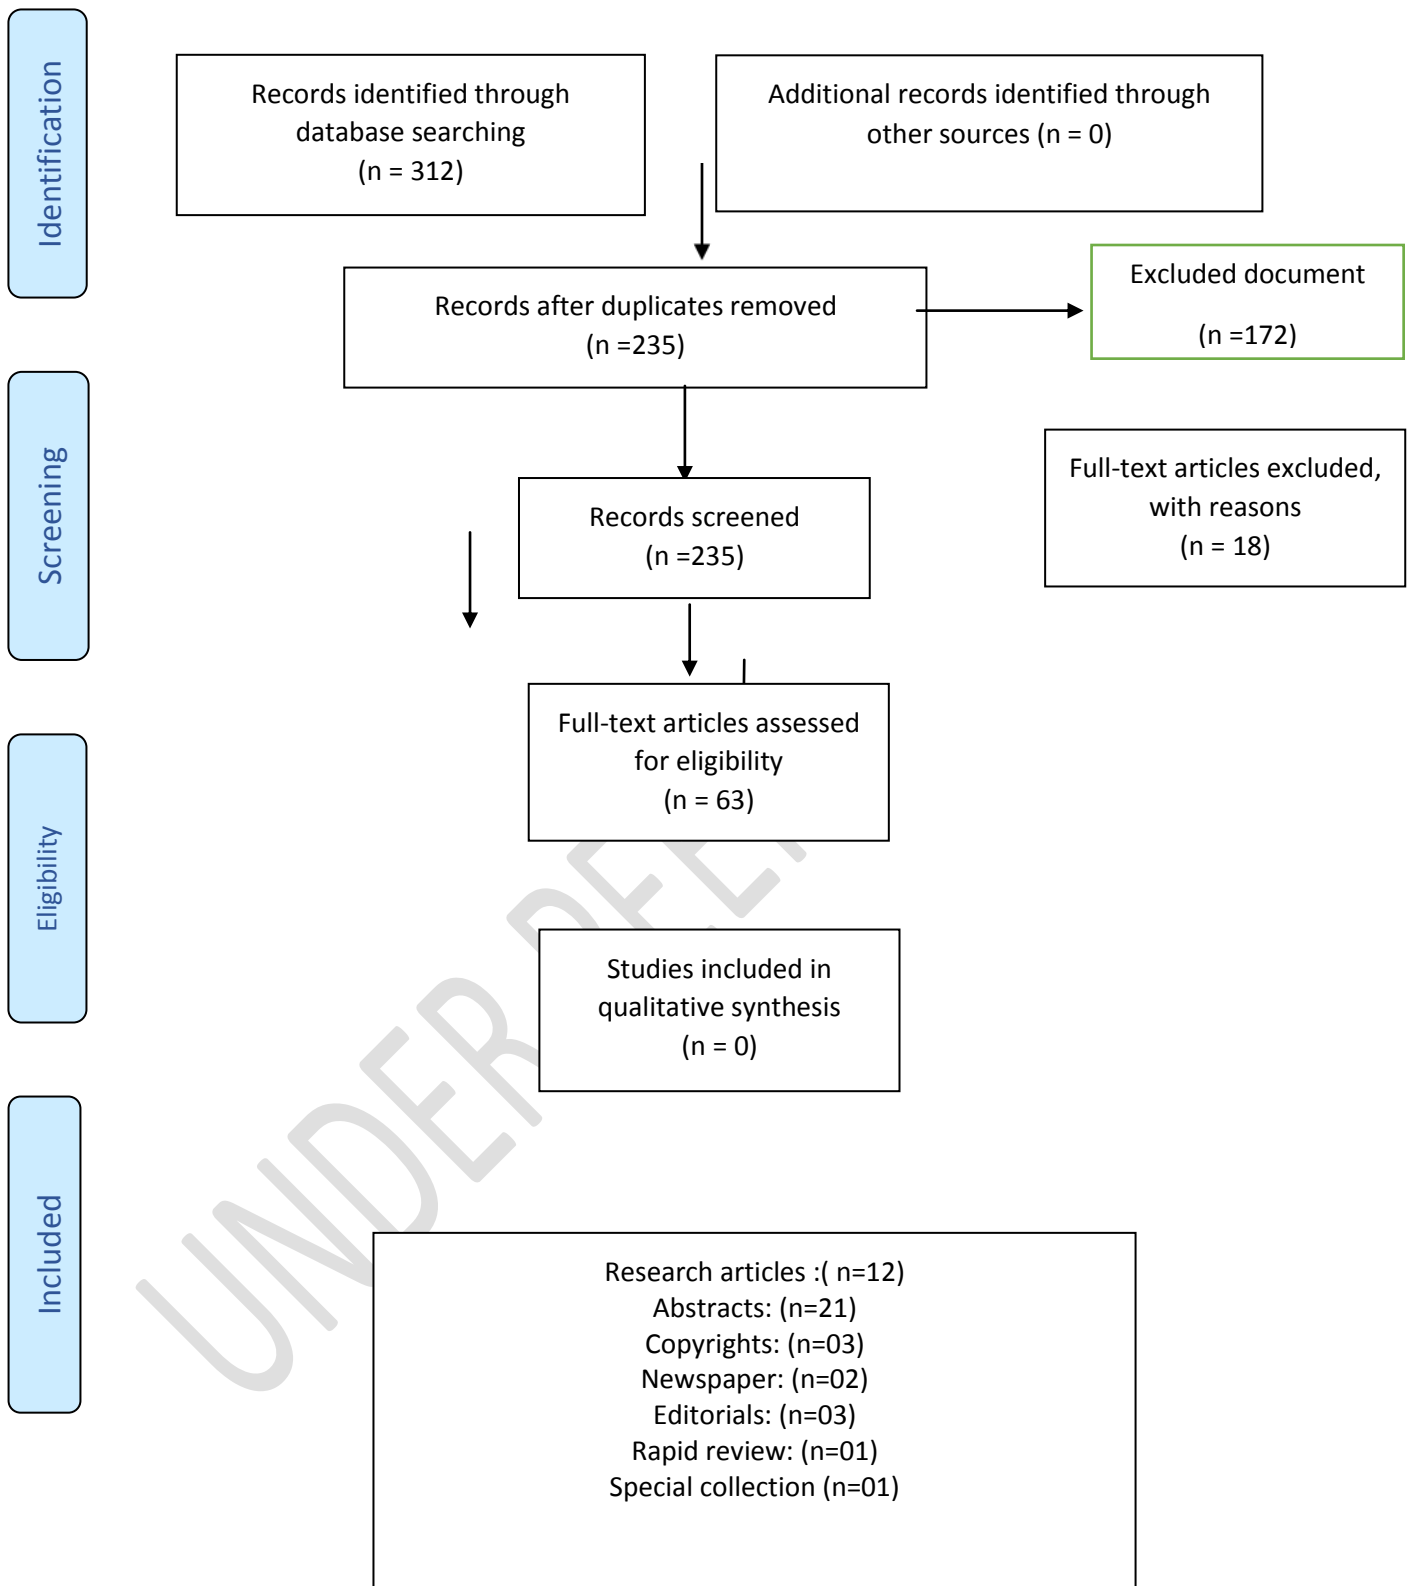 Identification
Records identified through
database searching
(n = 312)
Additional records identified through
other sources (n = 0)
Records after duplicates removed
(n =235)
Excluded document
(n =172)
Screening
Records screened
(n =235)
Full-text articles excluded,
with reasons
(n = 18)
Full-text articles assessed
for eligibility
(n = 63)
Eligibility
Studies included in
qualitative synthesis
(n = 0)
Included
Research articles :( n=12)
Abstracts: (n=21)
Copyrights: (n=03)
Newspaper: (n=02)
Editorials: (n=03)
Rapid review: (n=01)
Special collection (n=01)
UNDER